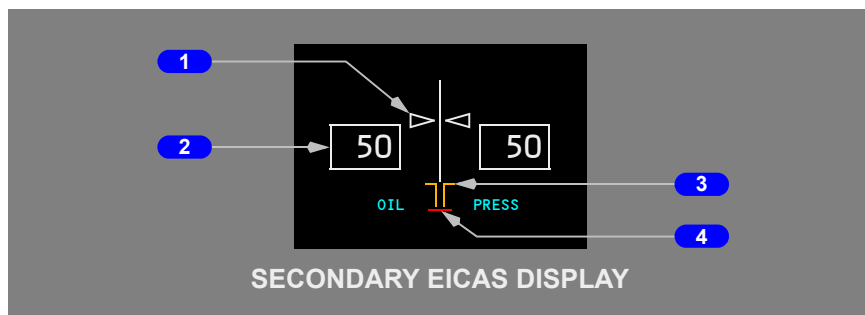 1
2
50 50
3
OIL PRESS
4
SECONDARY EICAS DISPLAY